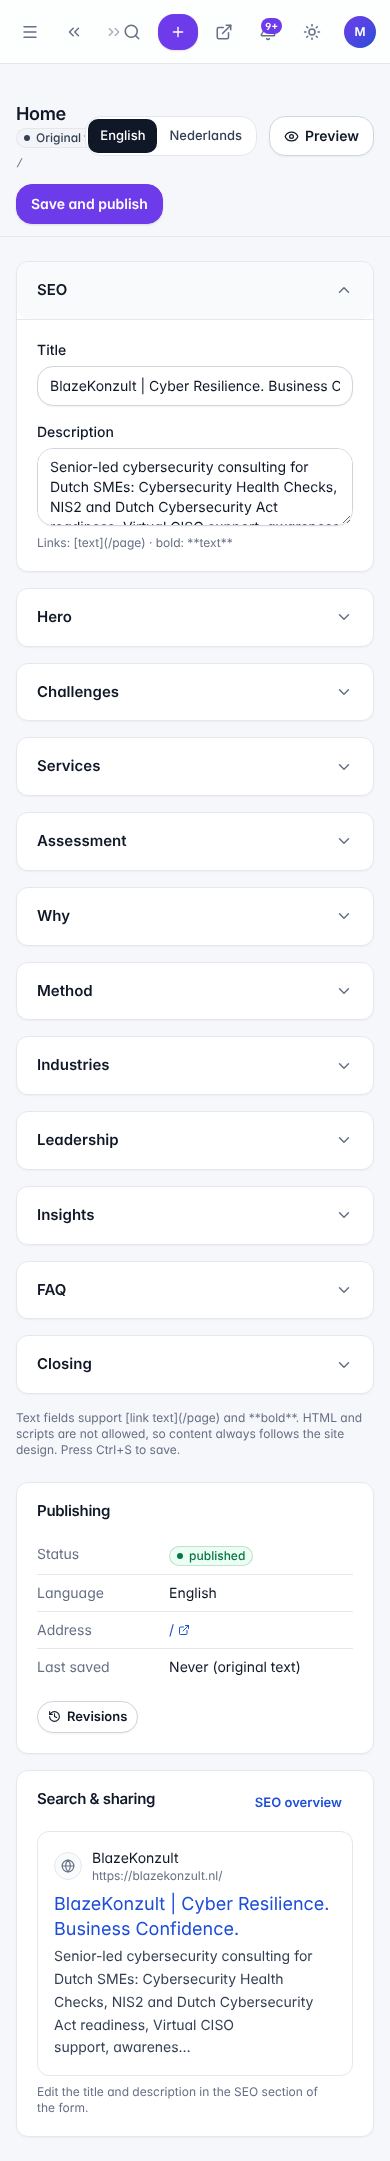 9+
M
Home
Original
English
Nederlands
Preview
/
Save and publish
SEO
Title
BlazeKonzult | Cyber Resilience. Business C
Description
Senior-led cybersecurity consulting for
Dutch SMEs: Cybersecurity Health Checks,
NIS2 and Dutch Cybersecurity Act
readiness, Virtual CISO support, awareness
Links: [text](/page) · bold: **text**
Hero
Challenges
Services
Assessment
Why
Method
Industries
Leadership
Insights
FAQ
Closing
Text fields support [link text](/page) and **bold**. HTML and
scripts are not allowed, so content always follows the site
design. Press Ctrl+S to save.
Publishing
Status published
Language English
Address /
Last saved Never (original text)
Revisions
Search & sharing
SEO overview
BlazeKonzult
https://blazekonzult.nl/
BlazeKonzult | Cyber Resilience.
Business Confidence.
Senior-led cybersecurity consulting for
Dutch SMEs: Cybersecurity Health
Checks, NIS2 and Dutch Cybersecurity
Act readiness, Virtual CISO
support, awarenes...
Edit the title and description in the SEO section of
the form.